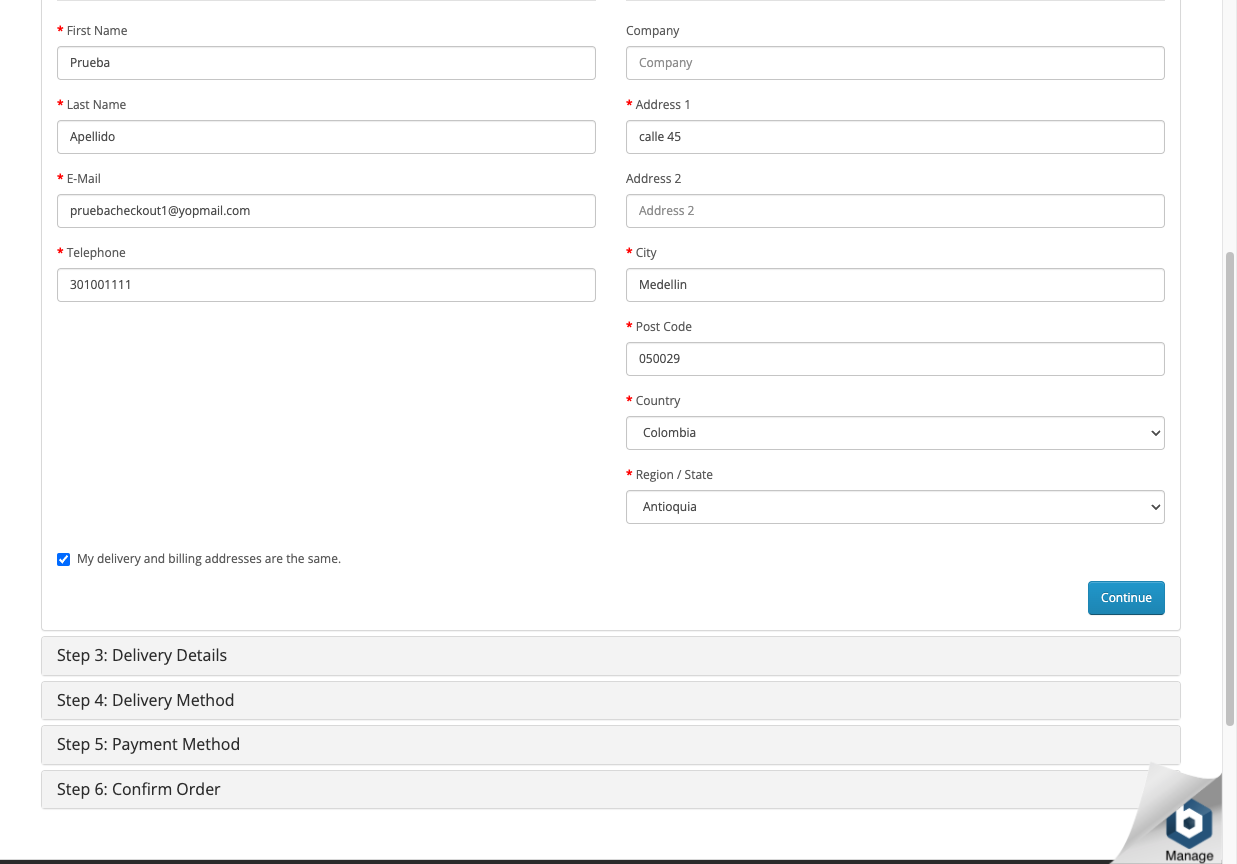 * First Name
Prueba
* Last Name
Apellido
* E-Mail
pruebacheckout1@yopmail.com
* Telephone
301001111
Company
Company
* Address 1
calle 45
Address 2
Address 2
* City
Medellin
* Post Code
050029
* Country
Colombia
* Region / State
Antioquia
My delivery and billing addresses are the same.
Continue
Step 3: Delivery Details
Step 4: Delivery Method
Step 5: Payment Method
Step 6: Confirm Order
Manage